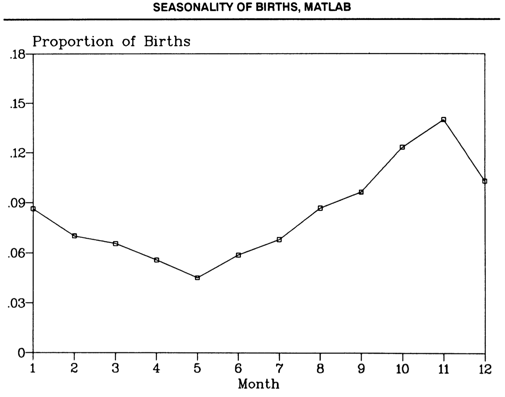 SEASONALITY OF BIRTHS, MATLAB
Proportion of Births
.18
.15
.12
.09
.06
.03
0
1 2 3 4 5 6 7 8 9 10 11 12
Month